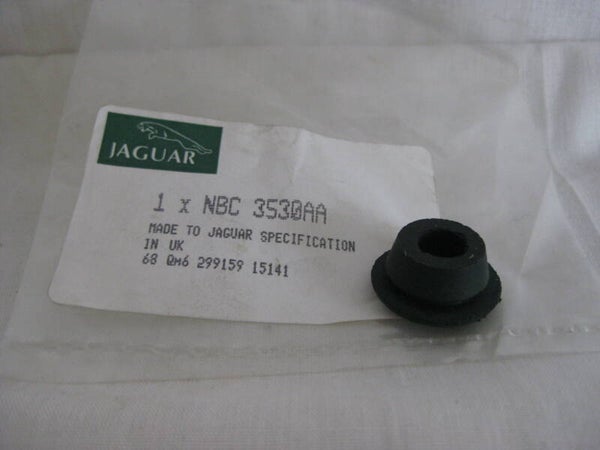 JAGUAR
1 x NBC 3530AA
MADE TO JAGUAR SPECIFICATION
IN UK
68 Qm6 299159 15141